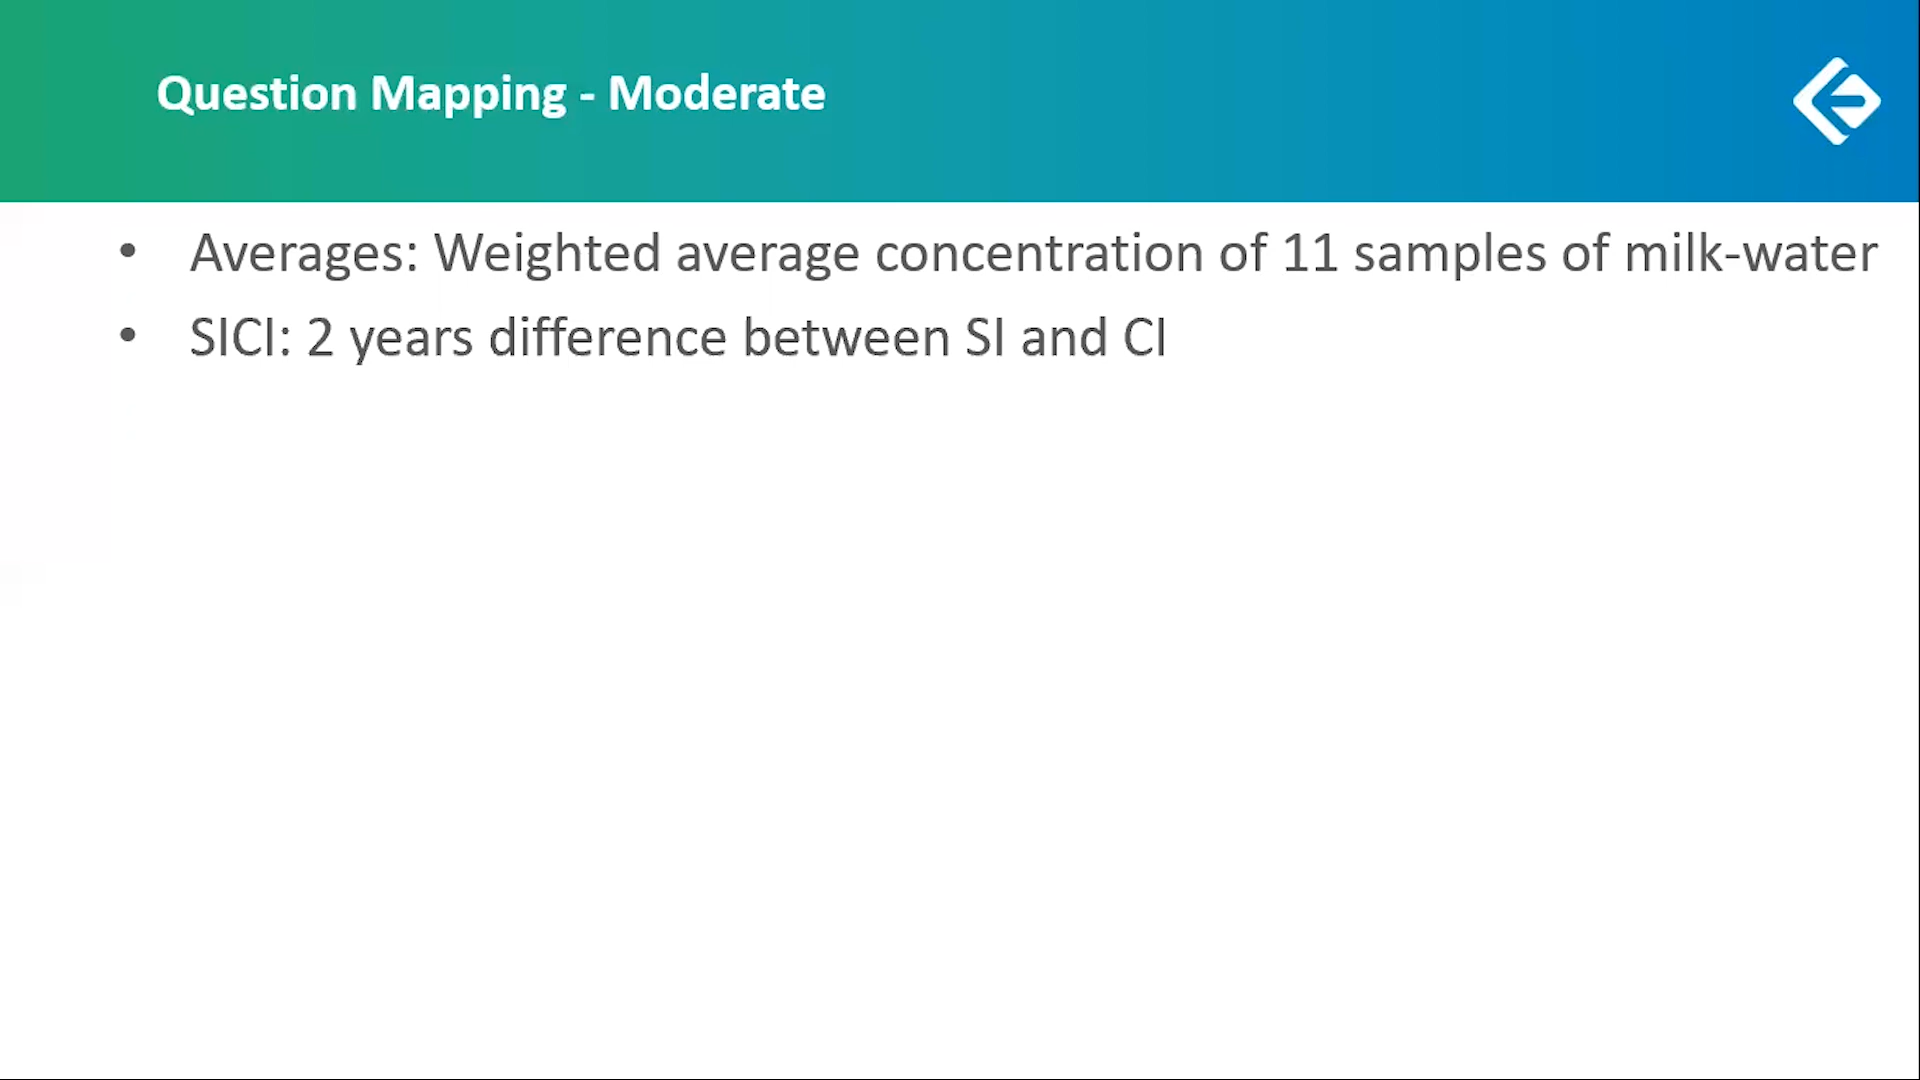 Question Mapping - Moderate
• Averages: Weighted average concentration of 11 samples of milk-water
• SICI: 2 years difference between SI and CI